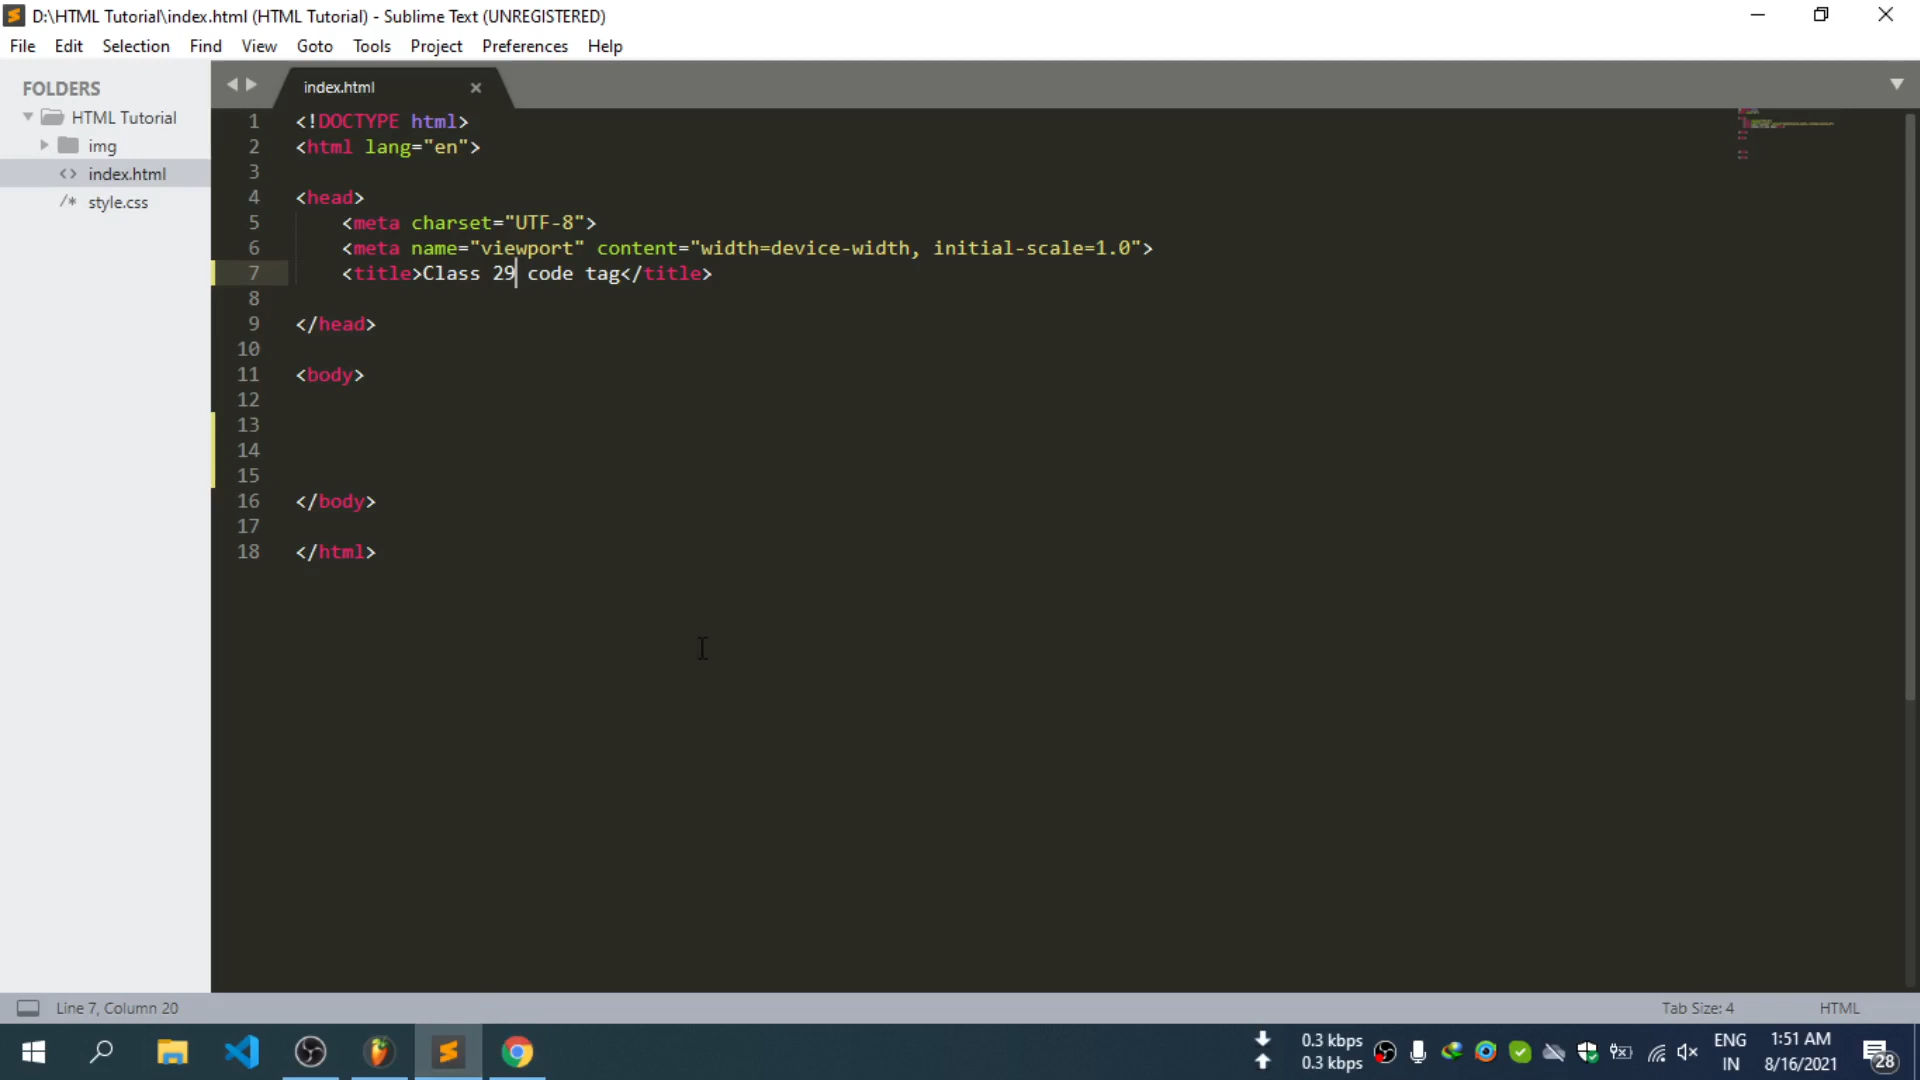 D:\HTML Tutorial\index.html (HTML Tutorial) - Sublime Text (UNREGISTERED)
File Edit Selection Find View Goto Tools Project Preferences Help
FOLDERS
HTML Tutorial
img
index.html
style.css
index.html
1 <!DOCTYPE html>
2 <html lang="en">
3
4 <head>
5 <meta charset="UTF-8">
6 <meta name="viewport" content="width=device-width, initial-scale=1.0">
7 <title>Class 29 code tag</title>
8
9 </head>
10
11 <body>
12
13
14
15
16 </body>
17
18 </html>
Line 7, Column 20
Tab Size: 4
HTML
0.3 kbps
0.3 kbps
ENG
IN
1:51 AM
8/16/2021
28